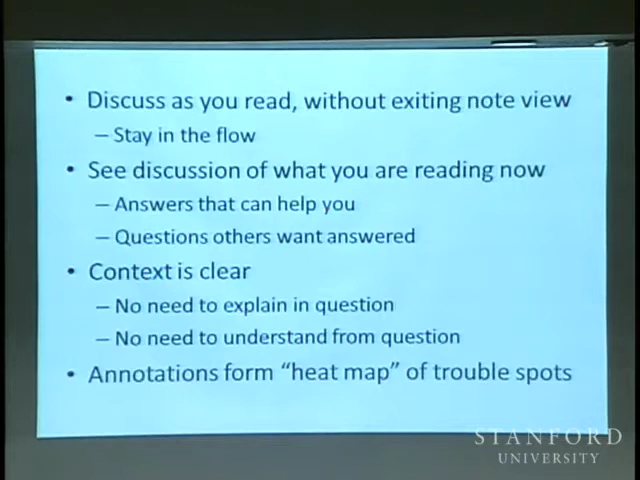 • Discuss as you read, without exiting note view
– Stay in the flow
• See discussion of what you are reading now
– Answers that can help you
– Questions others want answered
• Context is clear
– No need to explain in question
– No need to understand from question
• Annotations form “heat map” of trouble spots
STANFORD
UNIVERSITY